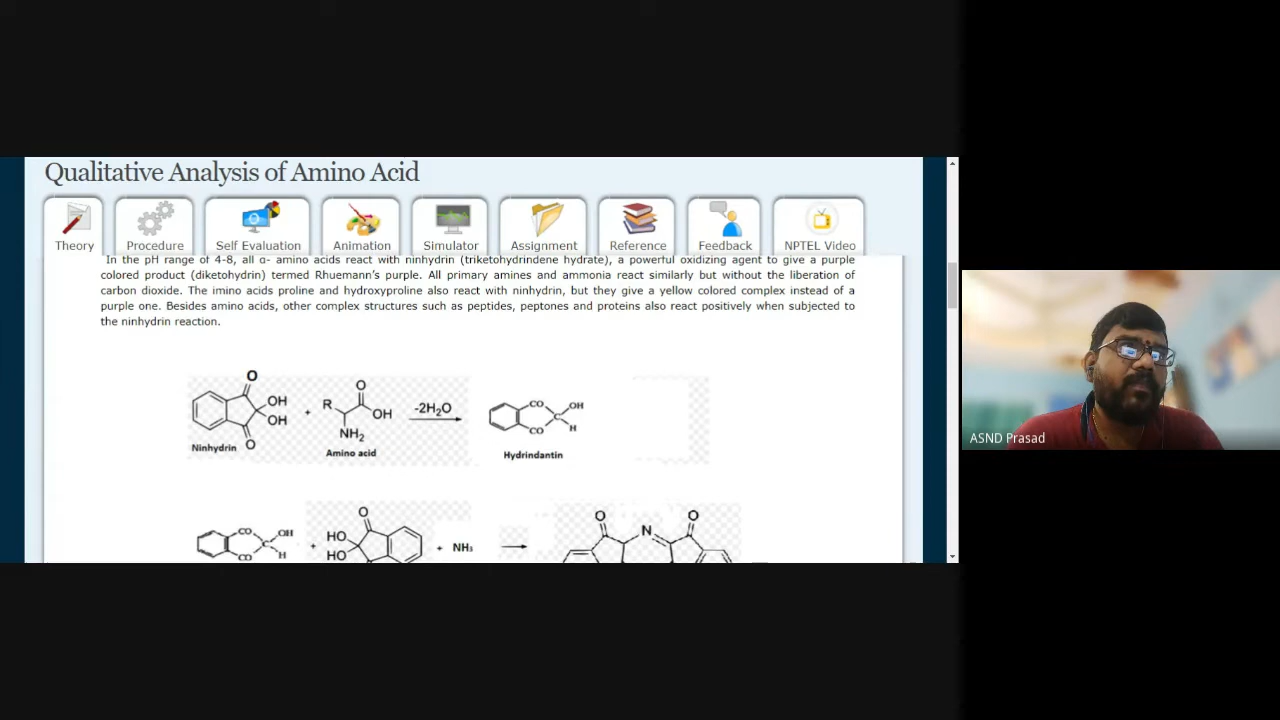 Qualitative Analysis of Amino Acid
Theory
Procedure
Self Evaluation
Animation
Simulator
Assignment
Reference
Feedback
NPTEL Video
In the pH range of 4-8, all α- amino acids react with ninhydrin (triketohydrindene hydrate), a powerful oxidizing agent to give a purple
colored product (diketohydrin) termed Rhuemann's purple. All primary amines and ammonia react similarly but without the liberation of
carbon dioxide. The imino acids proline and hydroxyproline also react with ninhydrin, but they give a yellow colored complex instead of a
purple one. Besides amino acids, other complex structures such as peptides, peptones and proteins also react positively when subjected to
the ninhydrin reaction.
O
OH
OH
O
Ninhydrin
+
R
O
OH
NH2
Amino acid
-2H2O
CO
CO
C
OH
H
Hydrindantin
CO
CO
C
OH
H
+
O
HO
HO
+ NH3
O
N
O
ASND Prasad